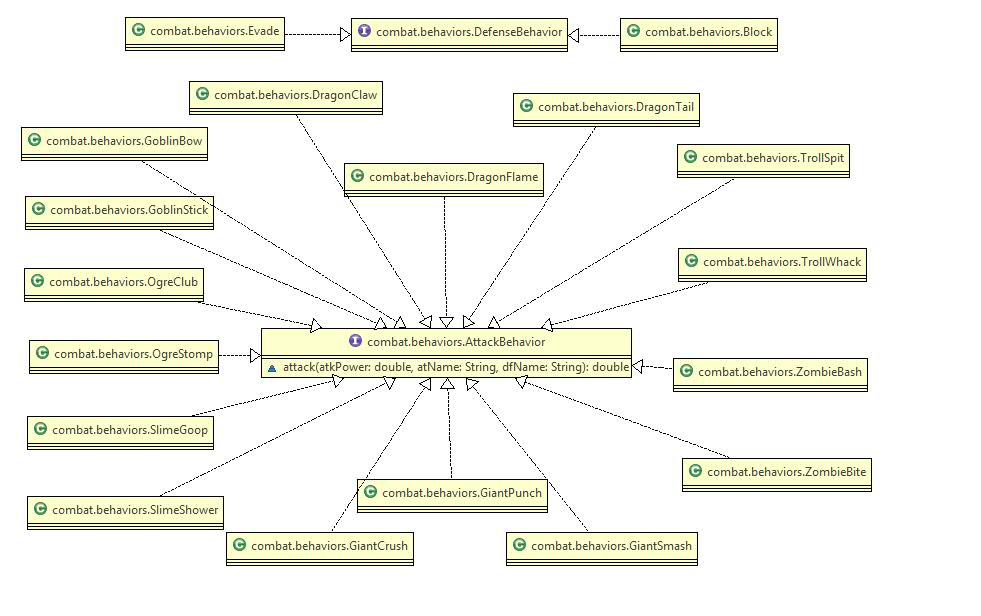 combat.behaviors.Evade
combat.behaviors.DefenseBehavior
combat.behaviors.Block
combat.behaviors.DragonClaw
combat.behaviors.DragonTail
combat.behaviors.GoblinBow
combat.behaviors.TrollSpit
combat.behaviors.DragonFlame
combat.behaviors.GoblinStick
combat.behaviors.TrollWhack
combat.behaviors.OgreClub
combat.behaviors.AttackBehavior
attack(atkPower: double, atName: String, dfName: String): double
combat.behaviors.OgreStomp
combat.behaviors.ZombieBash
combat.behaviors.SlimeGoop
combat.behaviors.ZombieBite
combat.behaviors.GiantPunch
combat.behaviors.SlimeShower
combat.behaviors.GiantCrush
combat.behaviors.GiantSmash